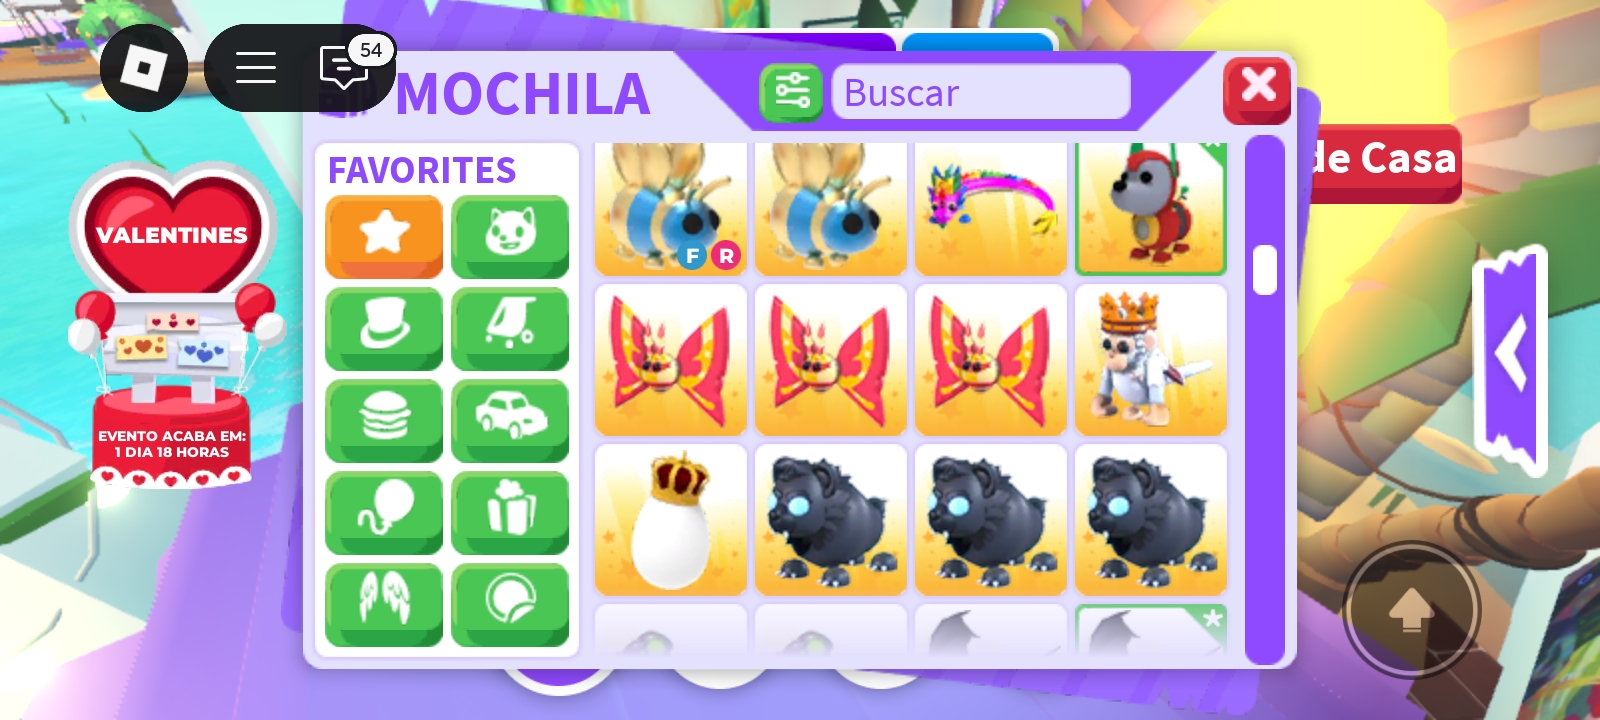 54
MOCHILA
Buscar
FAVORITES
de Casa
VALENTINES
F R
EVENTO ACABA EM:
1 DIA 18 HORAS